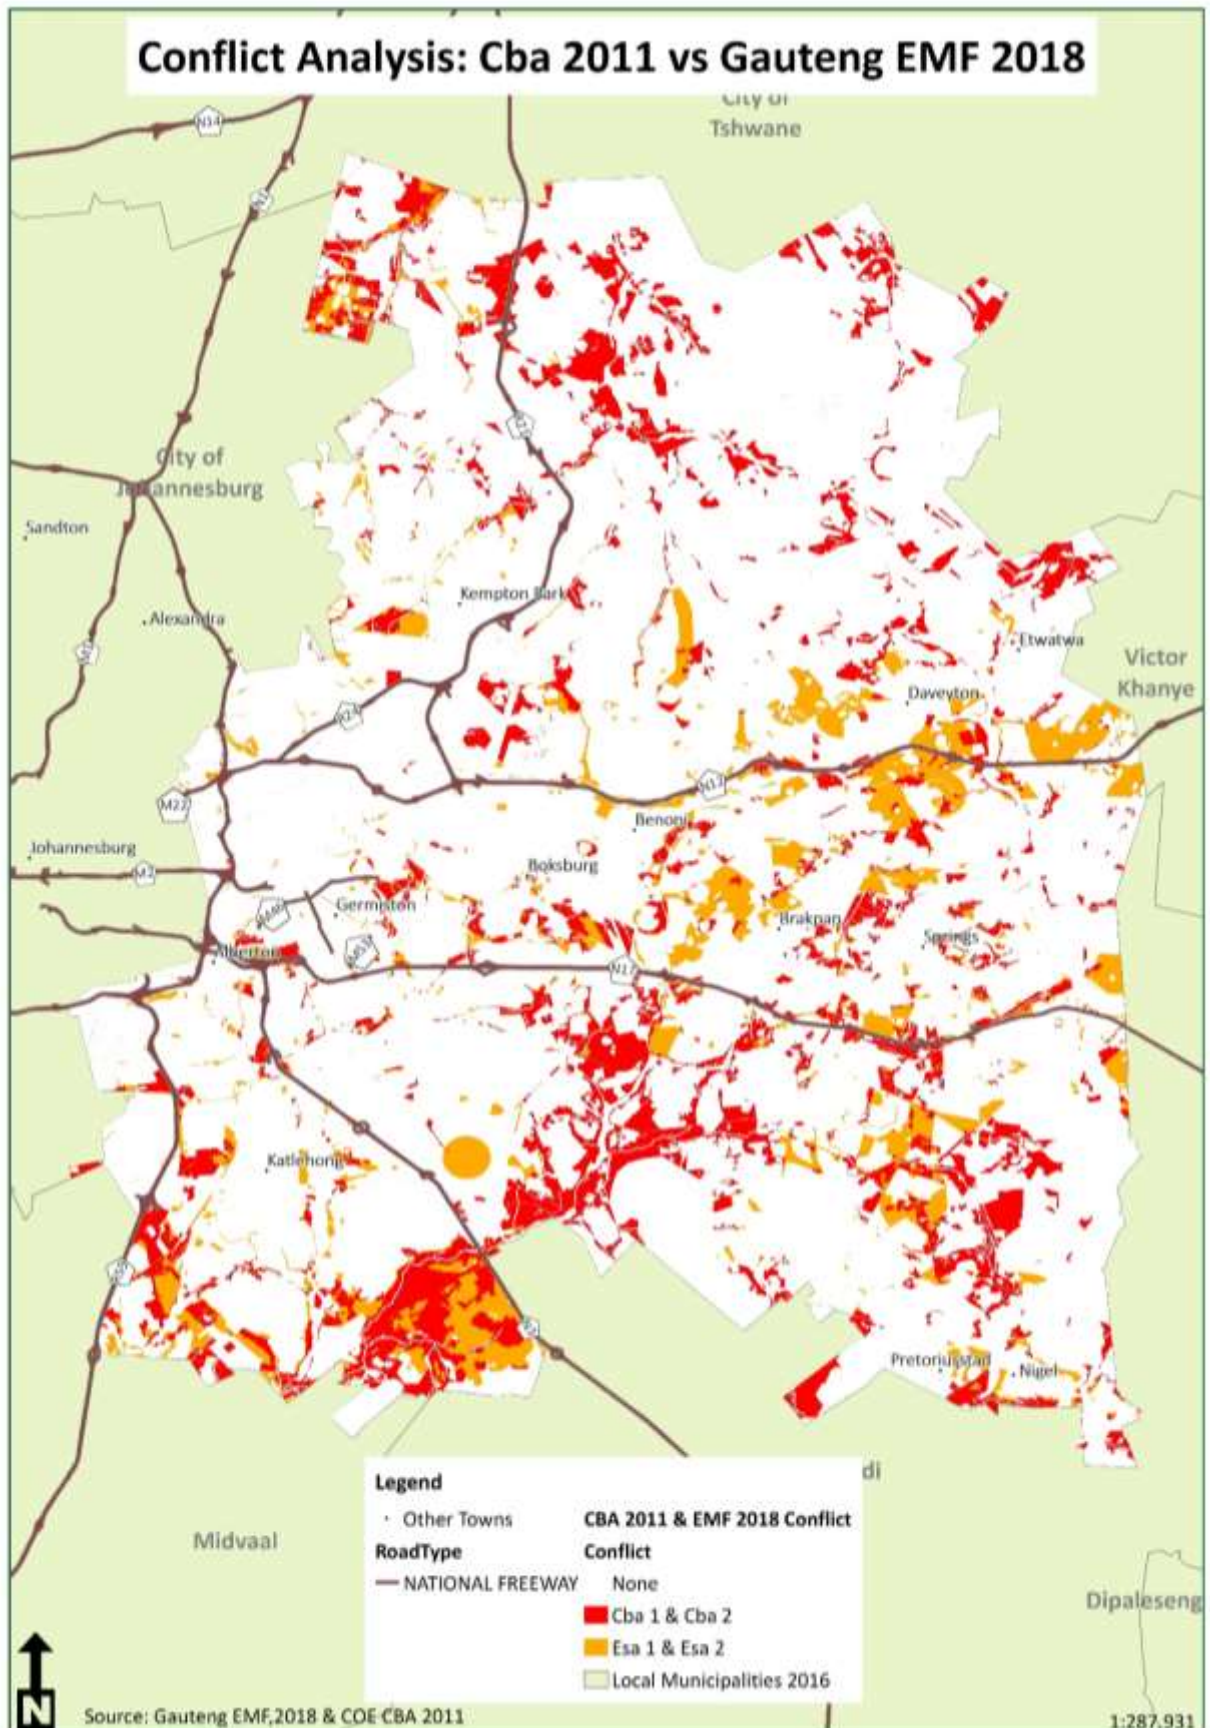 Conflict Analysis: Cba 2011 vs Gauteng EMF 2018
City of
Tshwane
N14
N1
City of
Johannesburg
Sandton
Kempton Park
Alexandra
Etwatwa
Victor
Khanye
Daveyton
R24
M22
N12
Benoni
Johannesburg
M2
Boksburg
Germiston
Brakpan
Springs
Alberton
N17
Katlehong
Pretoriusstad
Nigel
di
Legend
Other Towns
RoadType
NATIONAL FREEWAY
CBA 2011 & EMF 2018 Conflict
Conflict
None
Cba 1 & Cba 2
Esa 1 & Esa 2
Local Municipalities 2016
Midvaal
Dipaleseng
N
Source: Gauteng EMF,2018 & COE CBA 2011
1:287,931